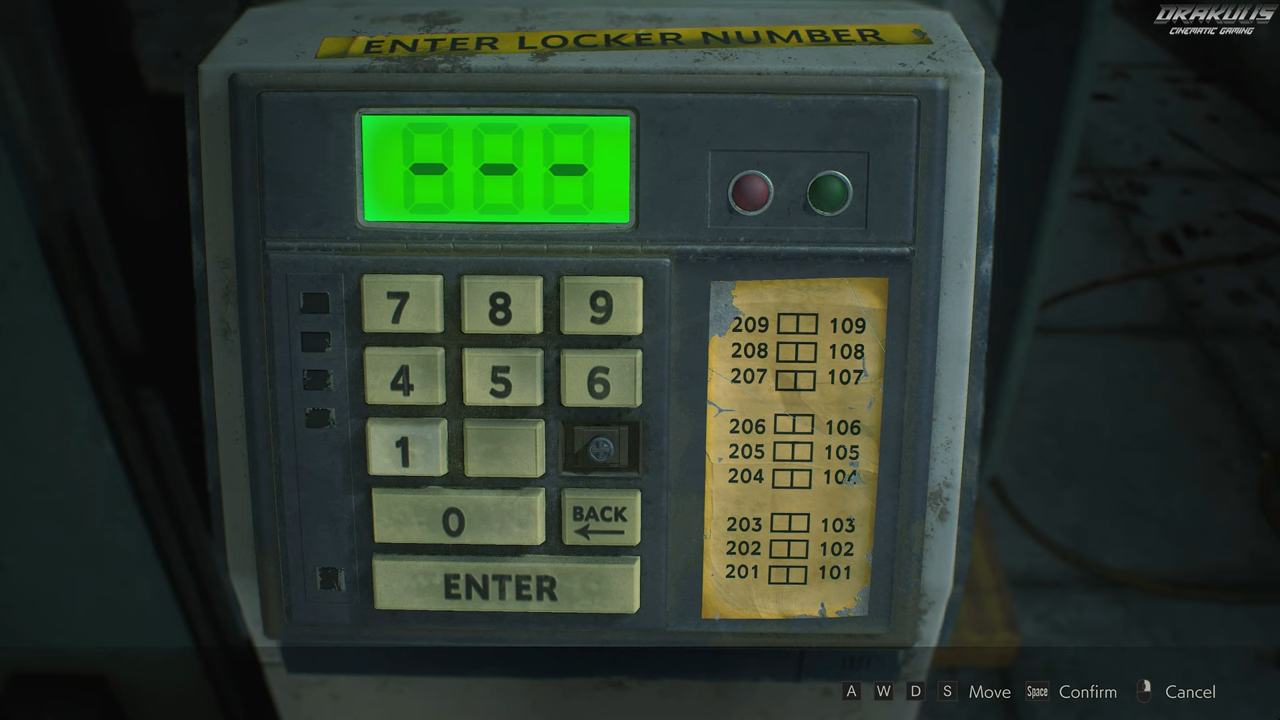 DRAKULIS
CINEMATIC GAMING
ENTER LOCKER NUMBER
- - -
7 8 9
4 5 6
1
0 BACK
ENTER
209 109
208 108
207 107
206 106
205 105
204 104
203 103
202 102
201 101
A W D S Move Space Confirm Cancel